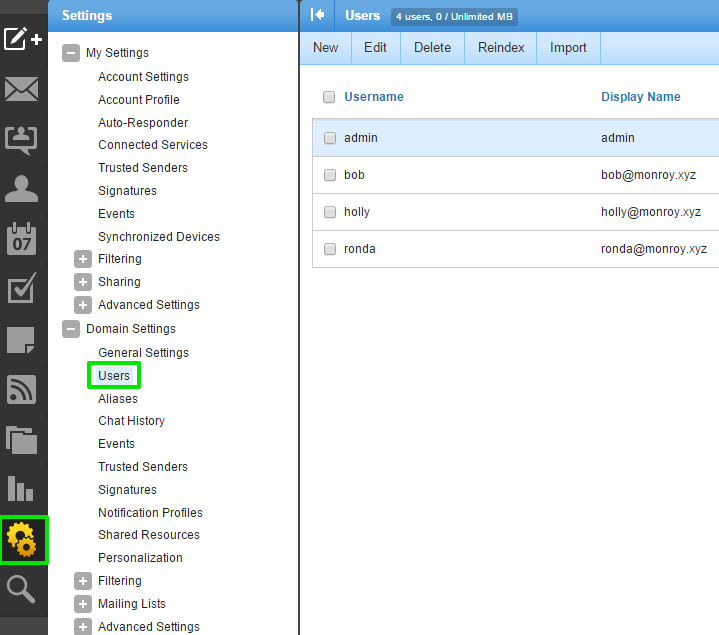 Settings
My Settings
Account Settings
Account Profile
Auto-Responder
Connected Services
Trusted Senders
Signatures
Events
Synchronized Devices
Filtering
Sharing
Advanced Settings
Domain Settings
General Settings
Users
Aliases
Chat History
Events
Trusted Senders
Signatures
Notification Profiles
Shared Resources
Personalization
Filtering
Mailing Lists
Advanced Settings
07
Users 4 users, 0 / Unlimited MB
New Edit Delete Reindex Import
Username Display Name
admin admin
bob bob@monroy.xyz
holly holly@monroy.xyz
ronda ronda@monroy.xyz